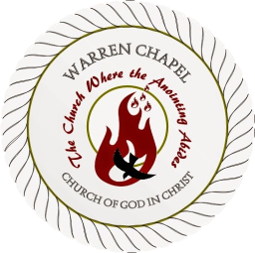 WARREN CHAPEL
The Church Where the Anointing Abides
CHURCH OF GOD IN CHRIST